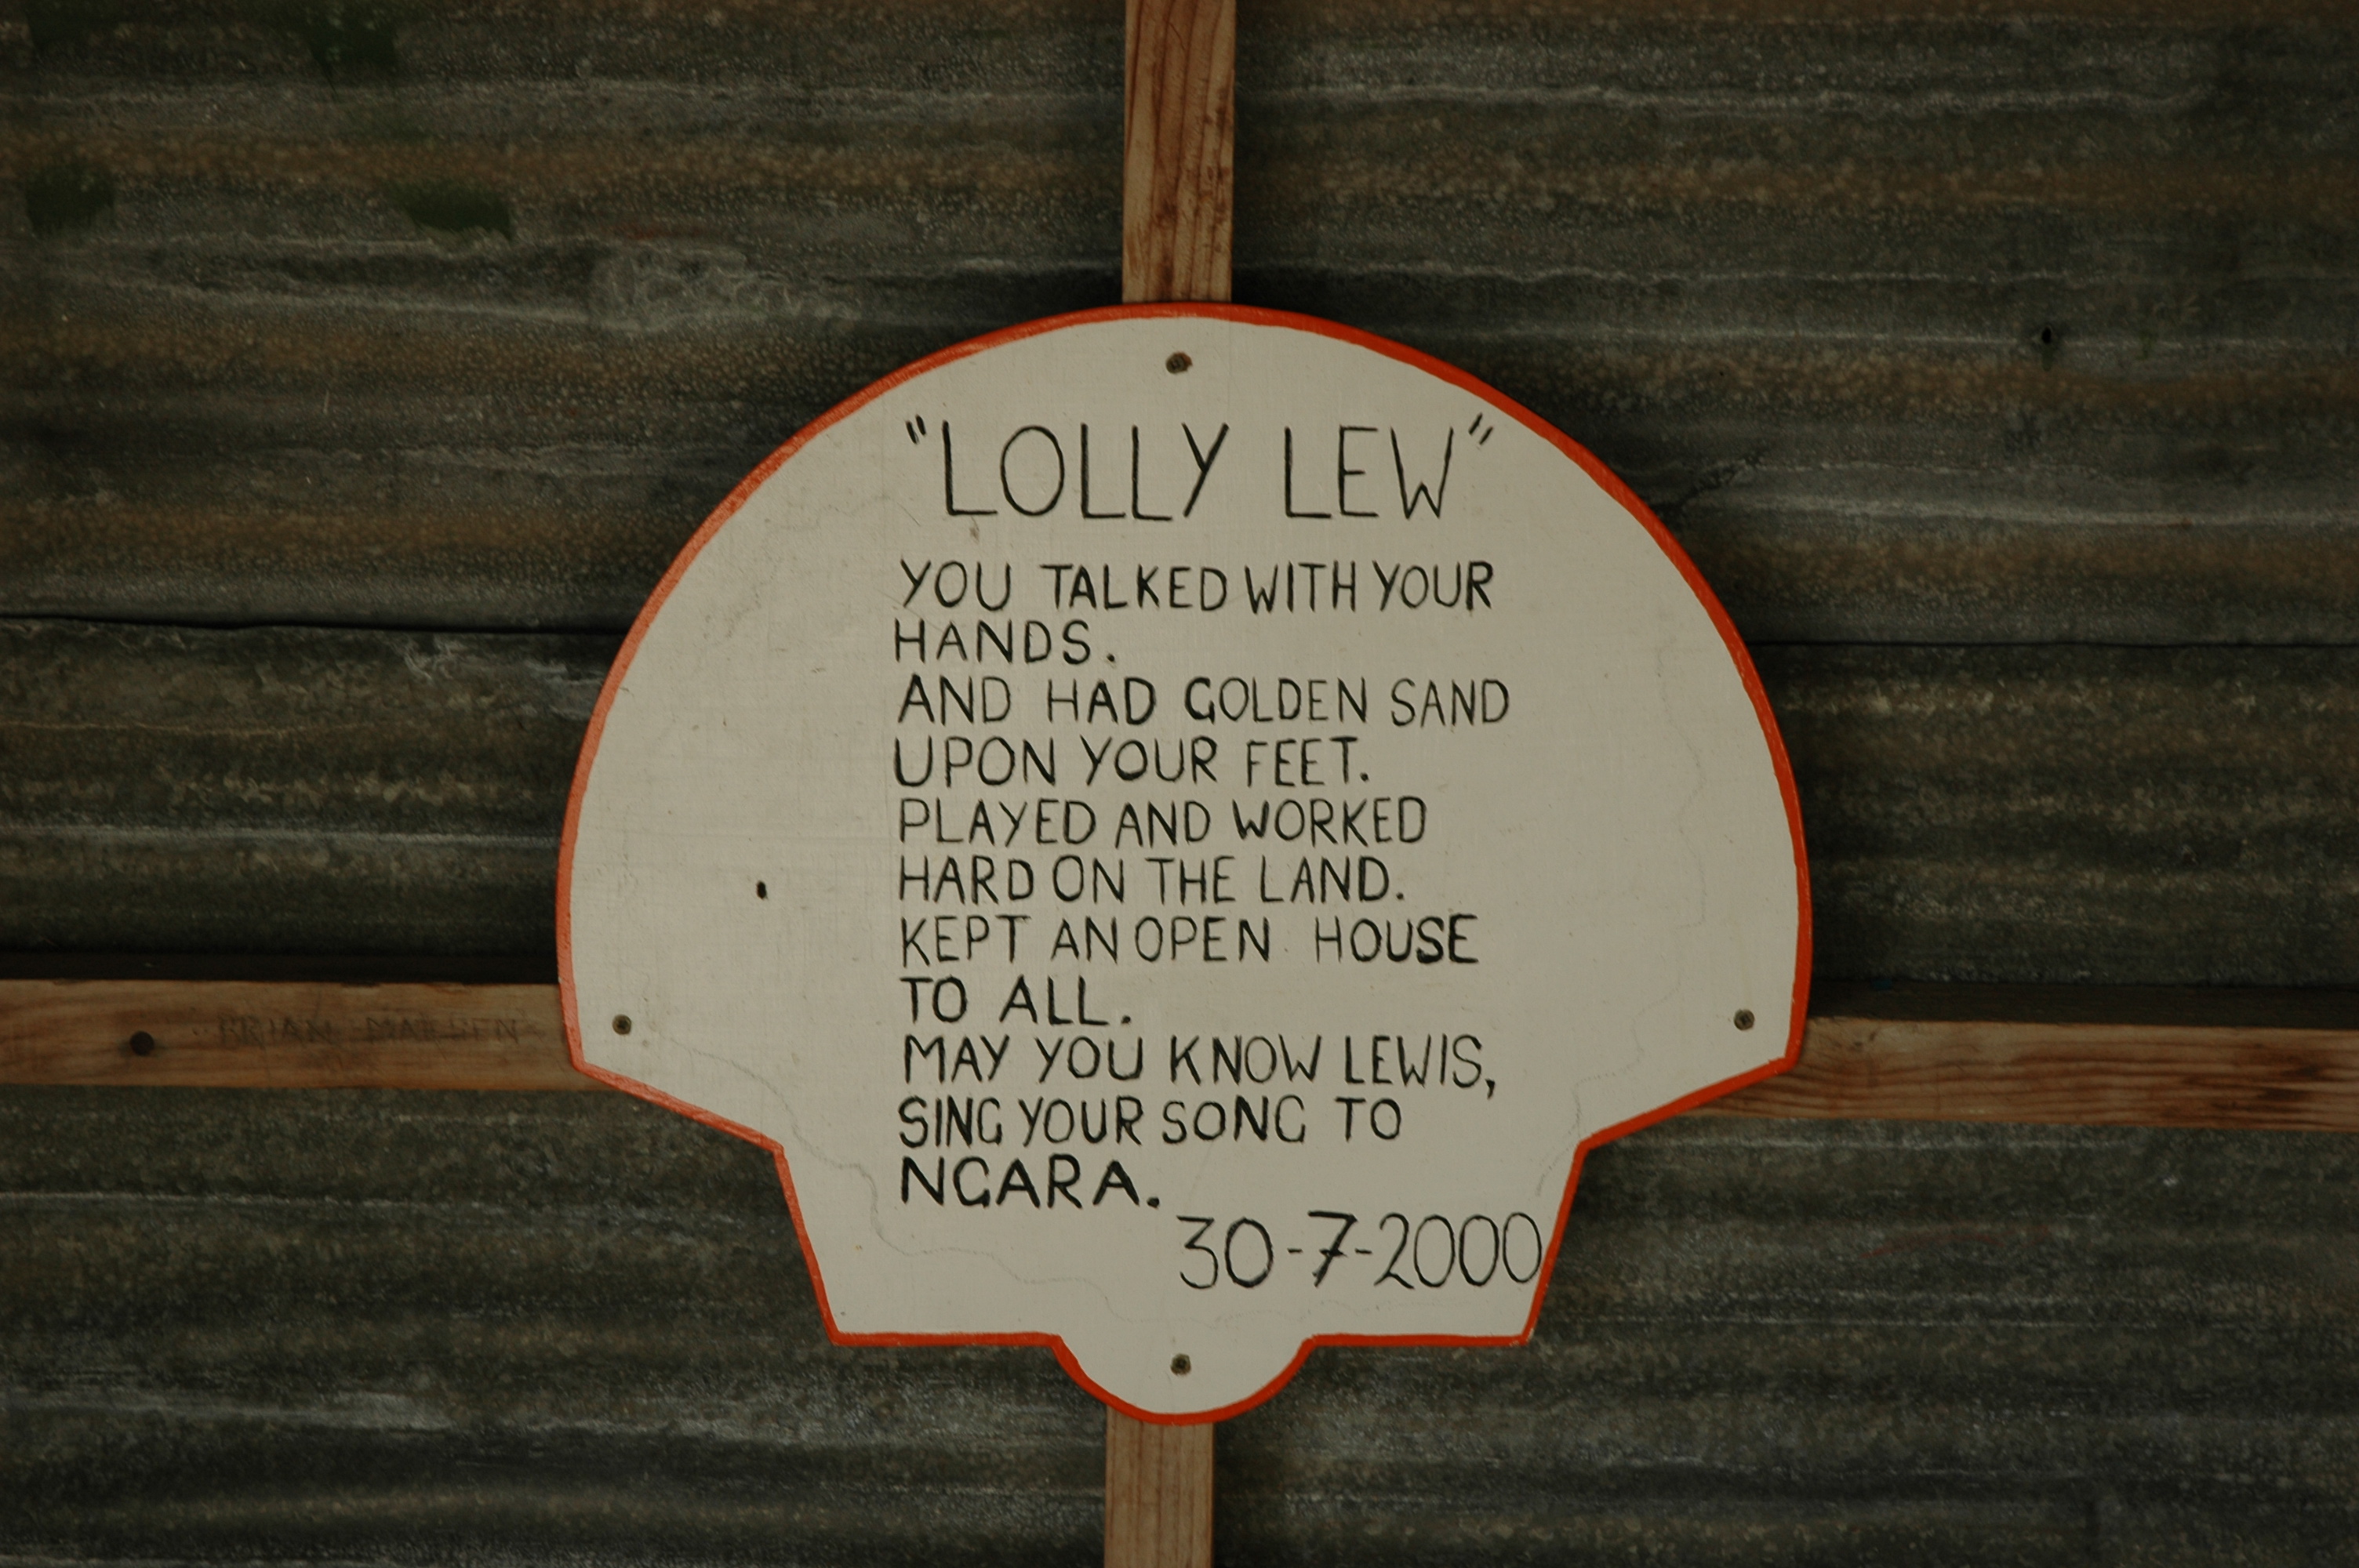 "LOLLY LEW"
YOU TALKED WITH YOUR
HANDS.
AND HAD GOLDEN SAND
UPON YOUR FEET.
PLAYED AND WORKED
HARD ON THE LAND.
KEPT AN OPEN HOUSE
TO ALL.
MAY YOU KNOW LEWIS,
SING YOUR SONG TO
NGARA.
30-7-2000
BRIAN